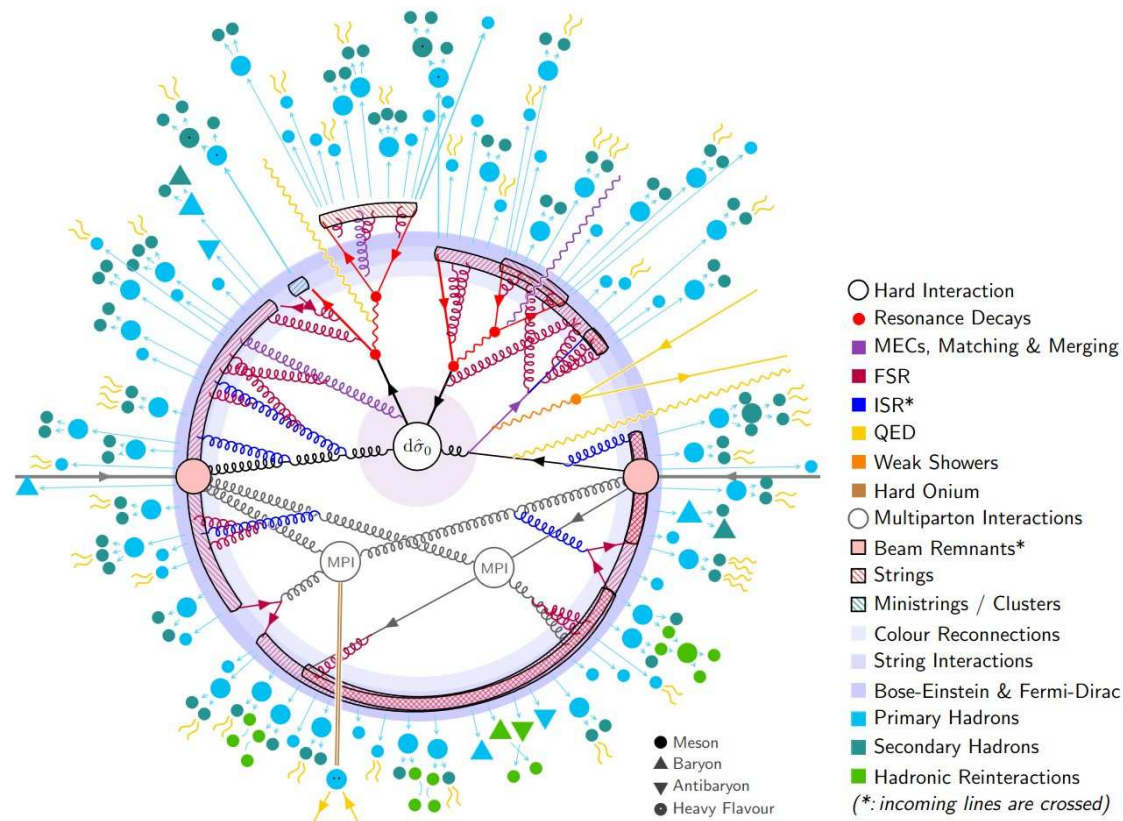 dσ̂₀
MPI
MPI
Meson
Baryon
Antibaryon
Heavy Flavour
Hard Interaction
Resonance Decays
MECs, Matching & Merging
FSR
ISR*
QED
Weak Showers
Hard Onium
Multiparton Interactions
Beam Remnants*
Strings
Ministrings / Clusters
Colour Reconnections
String Interactions
Bose-Einstein & Fermi-Dirac
Primary Hadrons
Secondary Hadrons
Hadronic Reinteractions
(*: incoming lines are crossed)